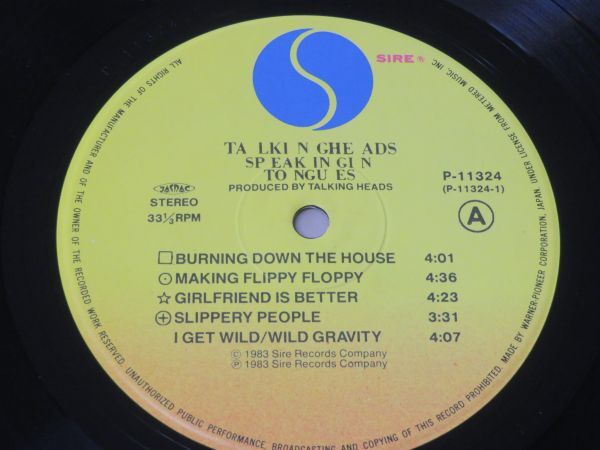 SIRE ®
TA LKI N GHE ADS
SP EAK IN GI N
TO NGU ES
PRODUCED BY TALKING HEADS
JASRAC
STEREO
33 1/3 RPM
P-11324
(P-11324-1)
A
BURNING DOWN THE HOUSE 4:01
MAKING FLIPPY FLOPPY 4:36
GIRLFRIEND IS BETTER 4:23
SLIPPERY PEOPLE 3:31
I GET WILD/WILD GRAVITY 4:07
© 1983 Sire Records Company
℗ 1983 Sire Records Company
ALL RIGHTS OF THE MANUFACTURER AND OF THE OWNER OF THE RECORDED WORK RESERVED. UNAUTHORIZED PUBLIC PERFORMANCE, BROADCASTING AND COPYING OF THIS RECORD PROHIBITED. MADE BY WARNER-PIONEER CORPORATION, JAPAN, UNDER LICENSE FROM METERED MUSIC, INC.